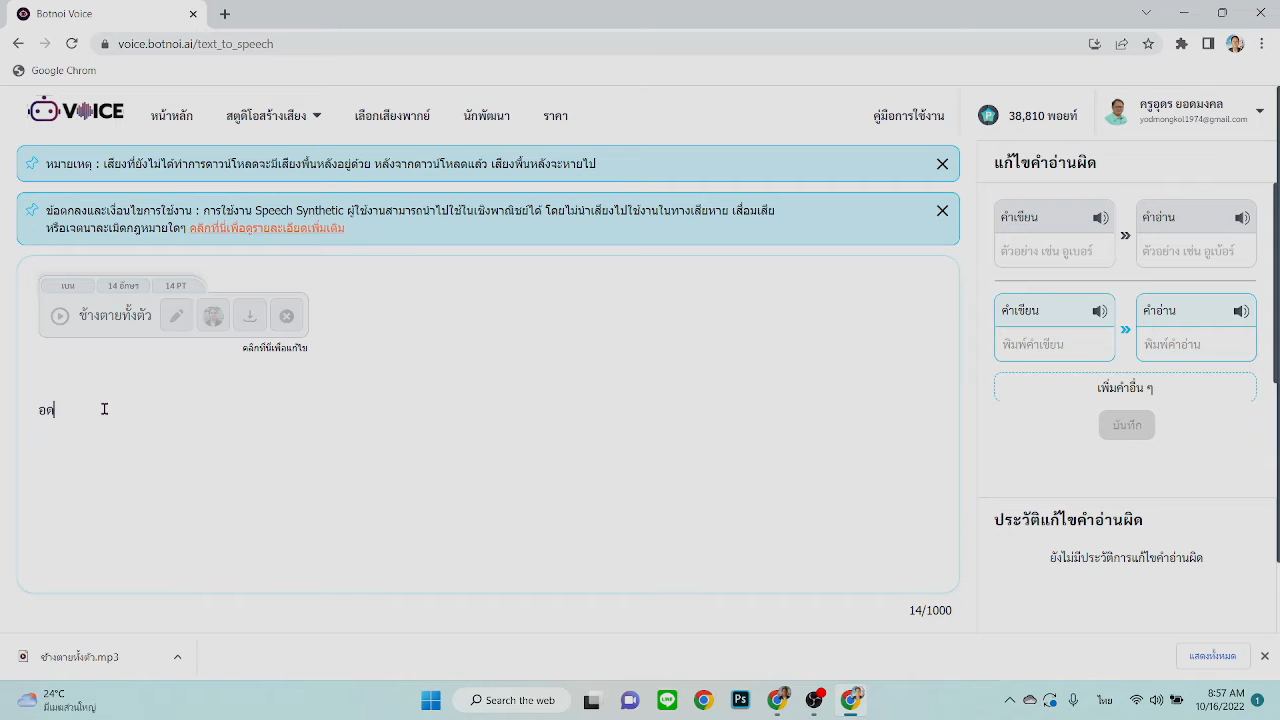 Botnoi Voice
voice.botnoi.ai/text_to_speech
Google Chrom
VOICE
หน้าหลัก
สตูดิโอสร้างเสียง
เลือกเสียงพากย์
นักพัฒนา
ราคา
คู่มือการใช้งาน
38,810 พอยท์
ครูอุตร ยอดมงคล
yodmongkol1974@gmail.com
หมายเหตุ : เสียงที่ยังไม่ได้ทำการดาวน์โหลดจะมีเสียงพื้นหลังอยู่ด้วย หลังจากดาวน์โหลดแล้ว เสียงพื้นหลังจะหายไป
ข้อตกลงและเงื่อนไขการใช้งาน : การใช้งาน Speech Synthetic ผู้ใช้งานสามารถนำไปใช้ในเชิงพาณิชย์ได้ โดยไม่นำเสียงไปใช้งานในทางเสียหาย เสื่อมเสีย
หรือเจตนาละเมิดกฎหมายใดๆ คลิกที่นี่เพื่อดูรายละเอียดเพิ่มเติม
เบน
14 อักษร
14 PT
ช้างตายทั้งตัว
คลิกที่นี่เพื่อแก้ไข
อด
14/1000
แก้ไขคำอ่านผิด
คำเขียน
คำอ่าน
ตัวอย่าง เช่น อูเบอร์
ตัวอย่าง เช่น อูเบ้อร์
คำเขียน
คำอ่าน
พิมพ์คำเขียน
พิมพ์คำอ่าน
เพิ่มคำอื่น ๆ
บันทึก
ประวัติแก้ไขคำอ่านผิด
ยังไม่มีประวัติการแก้ไขคำอ่านผิด
ช้างตายทั้งตัว.mp3
แสดงทั้งหมด
24°C
มีเมฆส่วนใหญ่
Search the web
Ps
ไทย
8:57 AM
10/16/2022
1